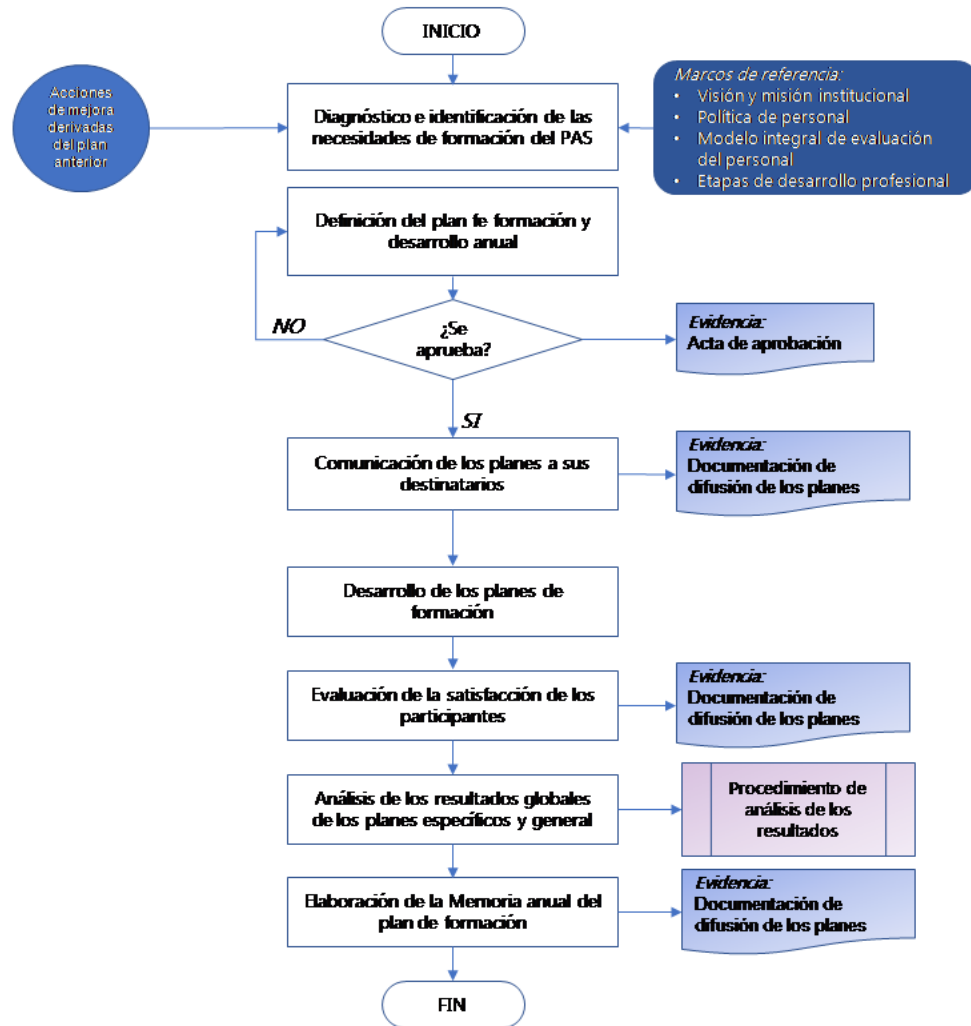 INICIO
Acciones
de mejora
derivadas
del plan
anterior
Diagnóstico e identificación de las
necesidades de formación del PAS
Marcos de referencia:
• Visión y misión institucional
• Política de personal
• Modelo integral de evaluación
del personal
• Etapas de desarrollo profesional
Definición del plan fe formación y
desarrollo anual
NO
¿Se
aprueba?
Evidencia:
Acta de aprobación
SI
Comunicación de los planes a sus
destinatarios
Evidencia:
Documentación de
difusión de los planes
Desarrollo de los planes de
formación
Evaluación de la satisfacción de los
participantes
Evidencia:
Documentación de
difusión de los planes
Análisis de los resultados globales
de los planes específicos y general
Procedimiento de
análisis de los
resultados
Elaboración de la Memoria anual del
plan de formación
Evidencia:
Documentación de
difusión de los planes
FIN